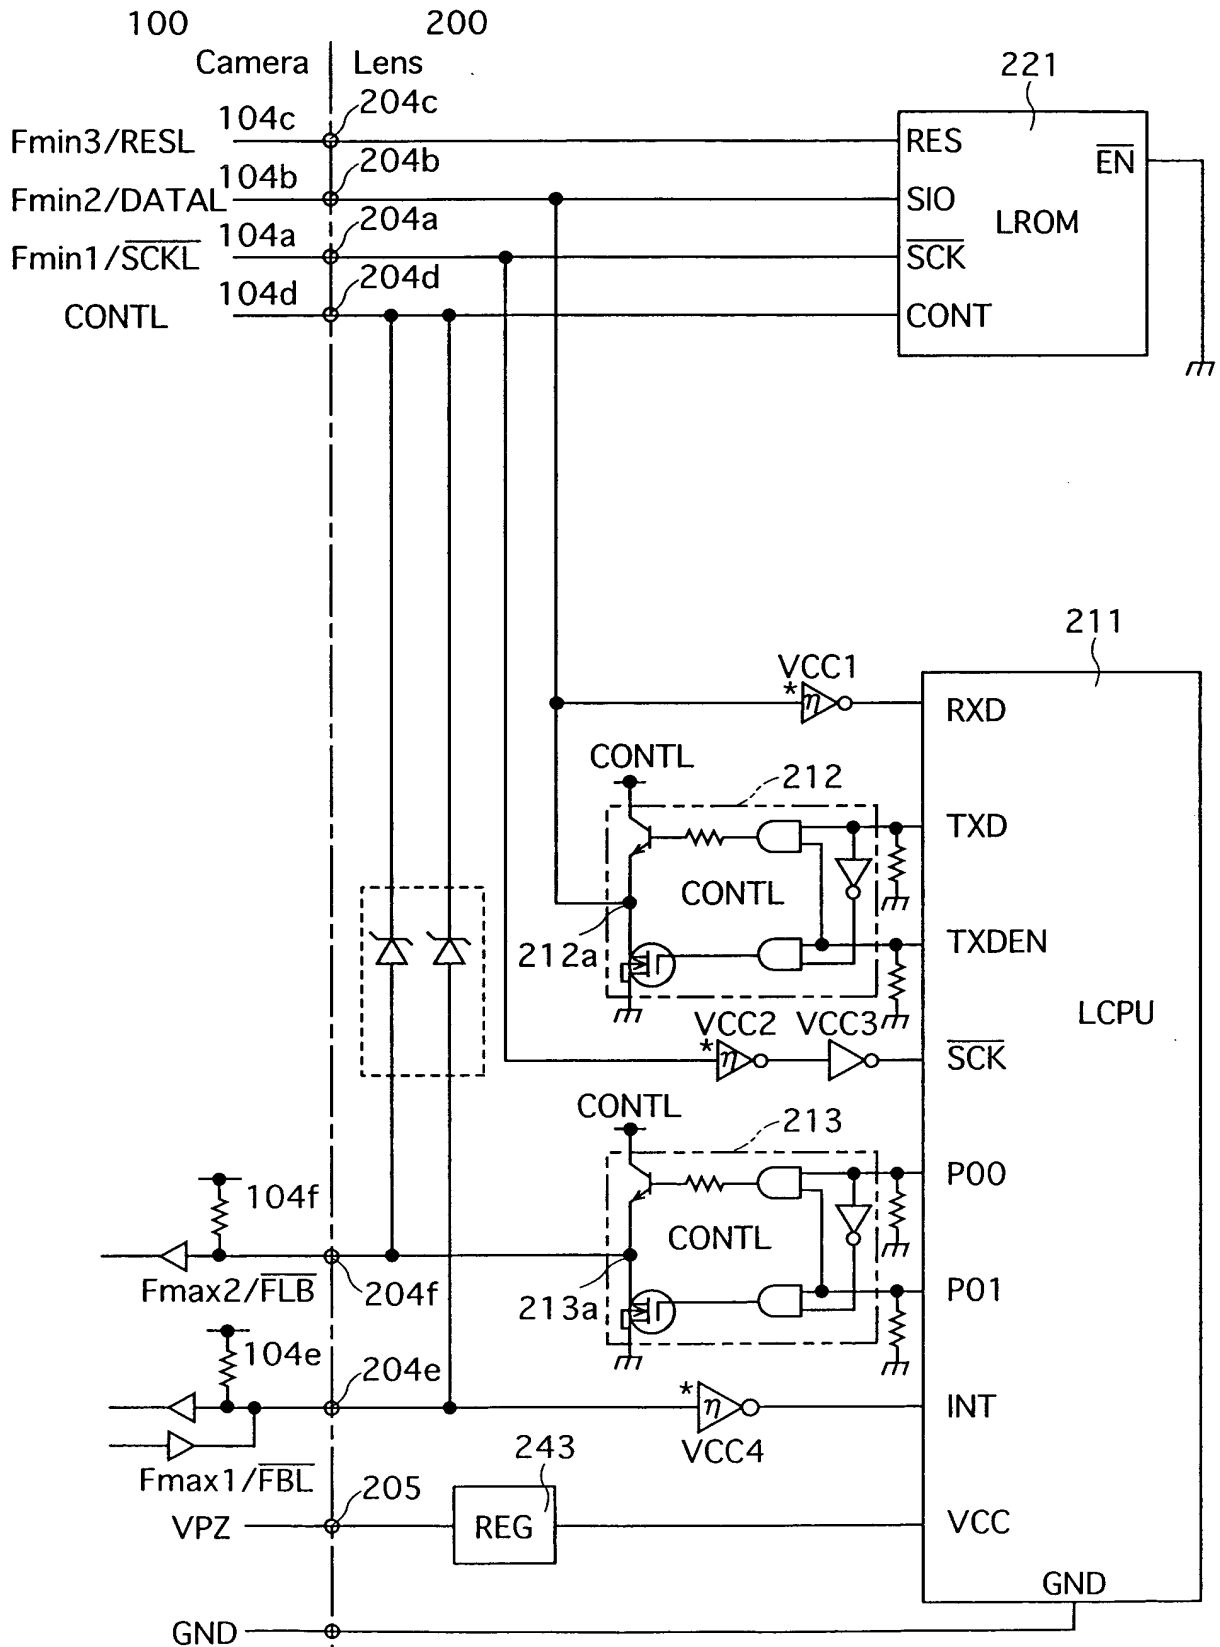 100
200
Camera
Lens
221
Fmin3/RESL
104c
204c
RES
EN
Fmin2/DATAL
104b
204b
SIO
LROM
Fmin1/SCKL
104a
204a
SCK
CONTL
104d
204d
CONT
211
VCC1
* η
RXD
CONTL
212
TXD
CONTL
TXDEN
212a
LCPU
VCC2
VCC3
* η
SCK
CONTL
213
P00
104f
CONTL
Fmax2/FLB
204f
213a
P01
104e
204e
* η
INT
VCC4
Fmax1/FBL
243
205
VPZ
REG
VCC
GND
GND